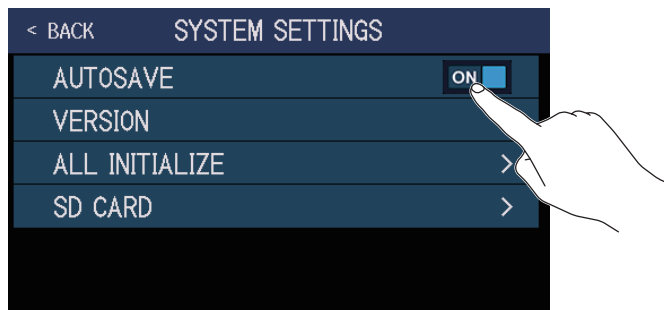 < BACK SYSTEM SETTINGS
AUTOSAVE ON
VERSION
ALL INITIALIZE >
SD CARD >